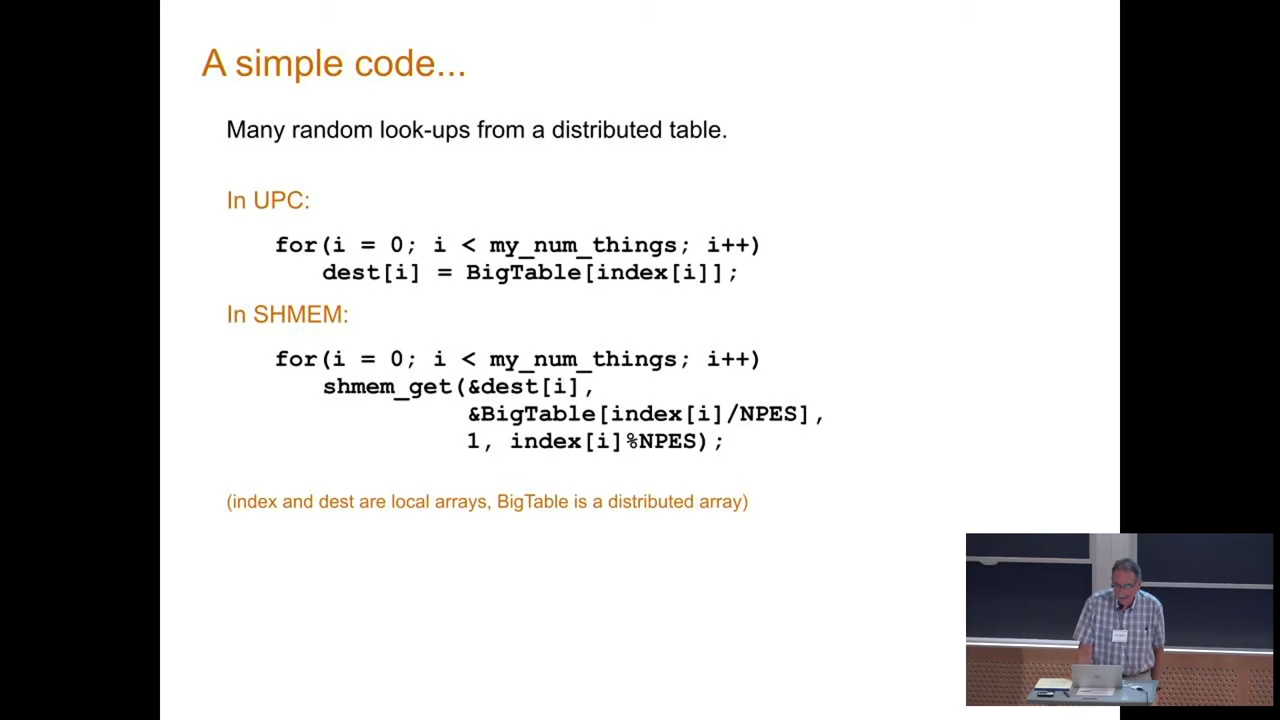 A simple code...
Many random look-ups from a distributed table.
In UPC:
for(i = 0; i < my_num_things; i++)
dest[i] = BigTable[index[i]];
In SHMEM:
for(i = 0; i < my_num_things; i++)
shmem_get(&dest[i],
&BigTable[index[i]/NPES],
1, index[i]%NPES);
(index and dest are local arrays, BigTable is a distributed array)